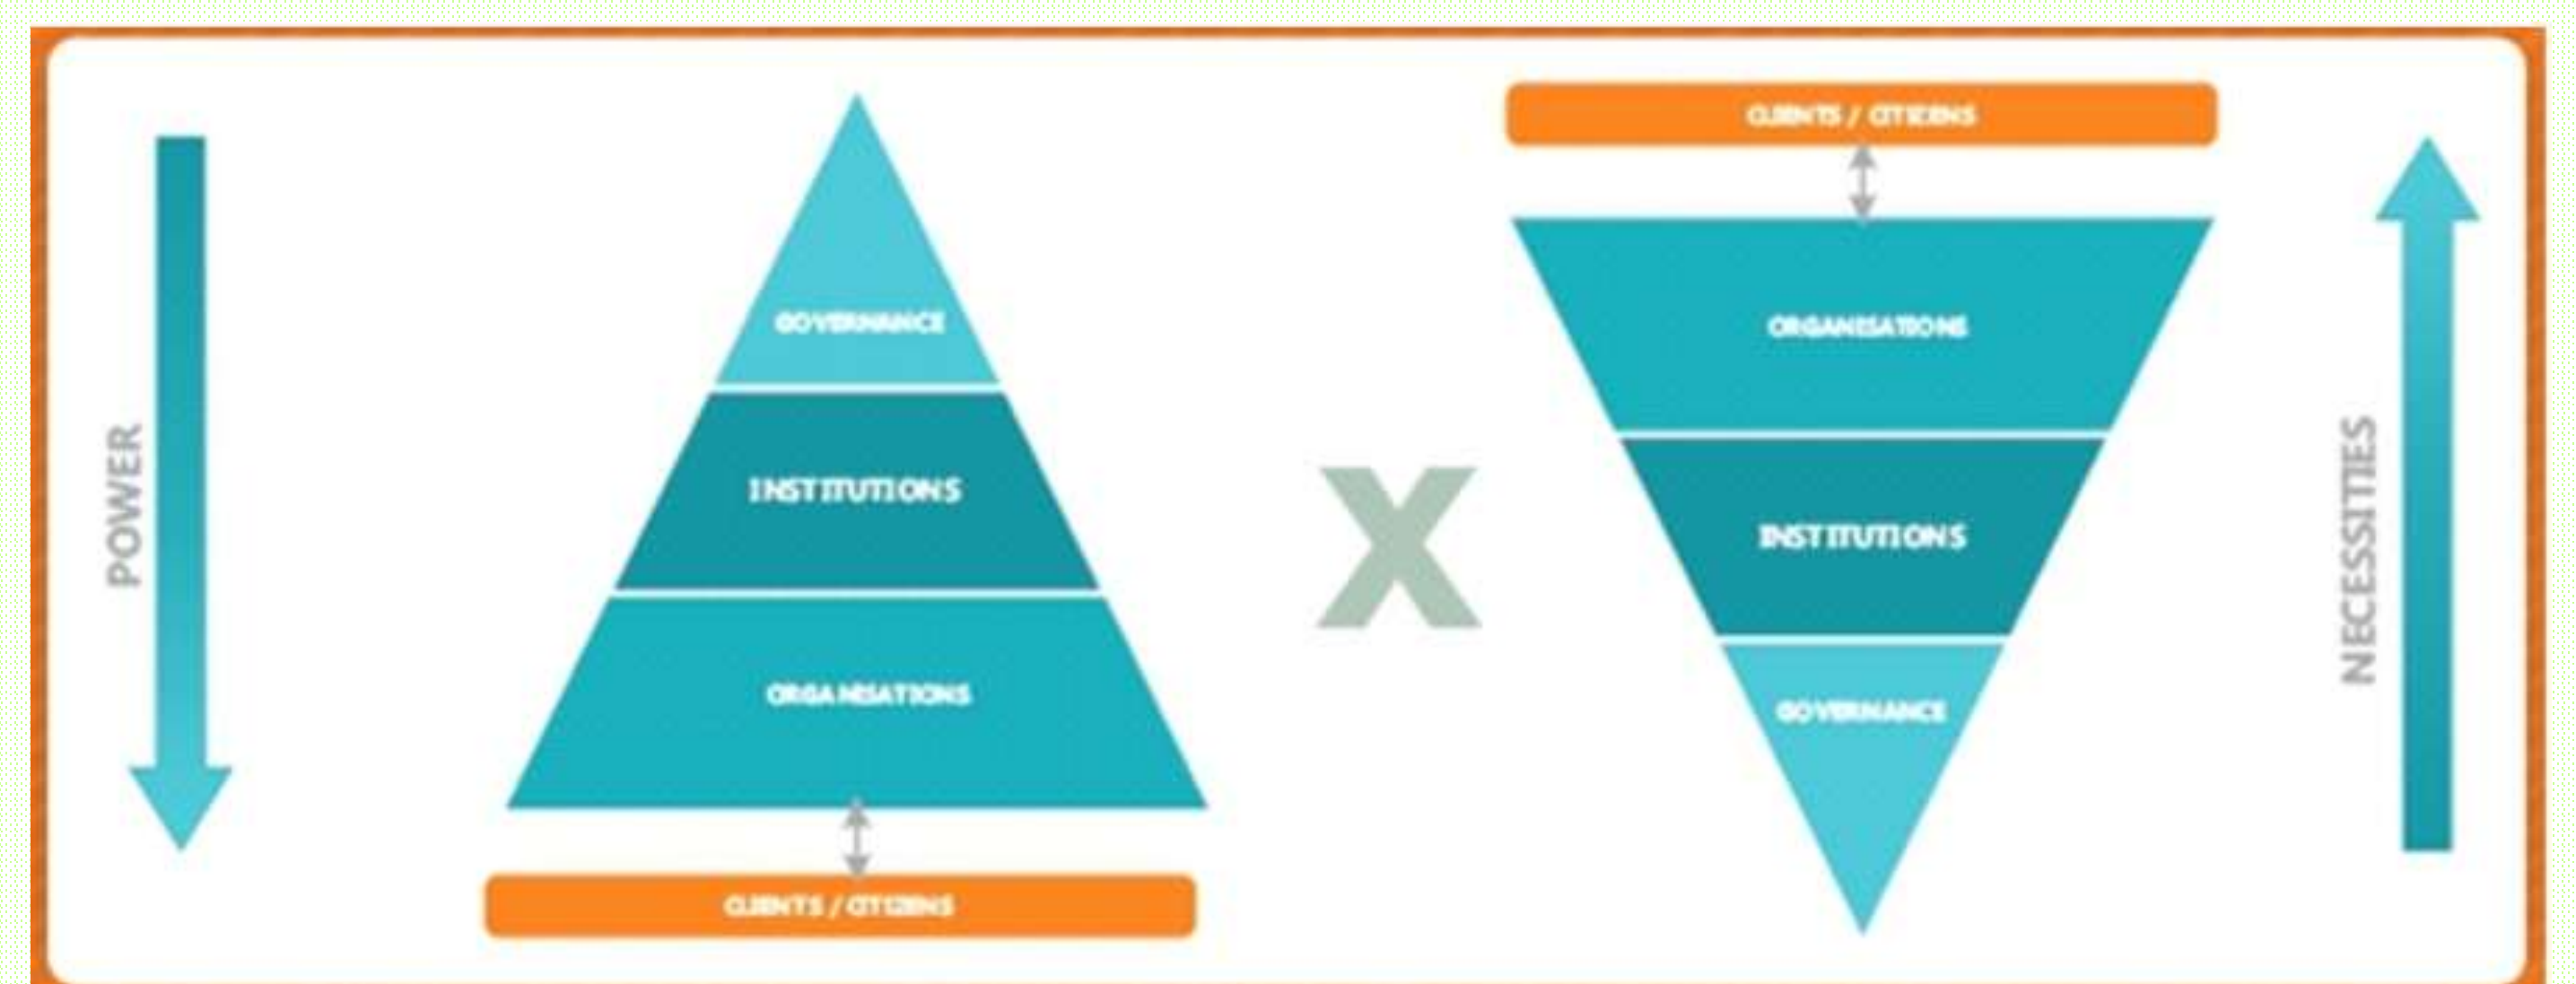 POWER
GOVERNANCE
INSTITUTIONS
ORGANISATIONS
CLIENTS / CITIZENS
X
CLIENTS / CITIZENS
ORGANISATIONS
INSTITUTIONS
GOVERNANCE
NECESSITIES